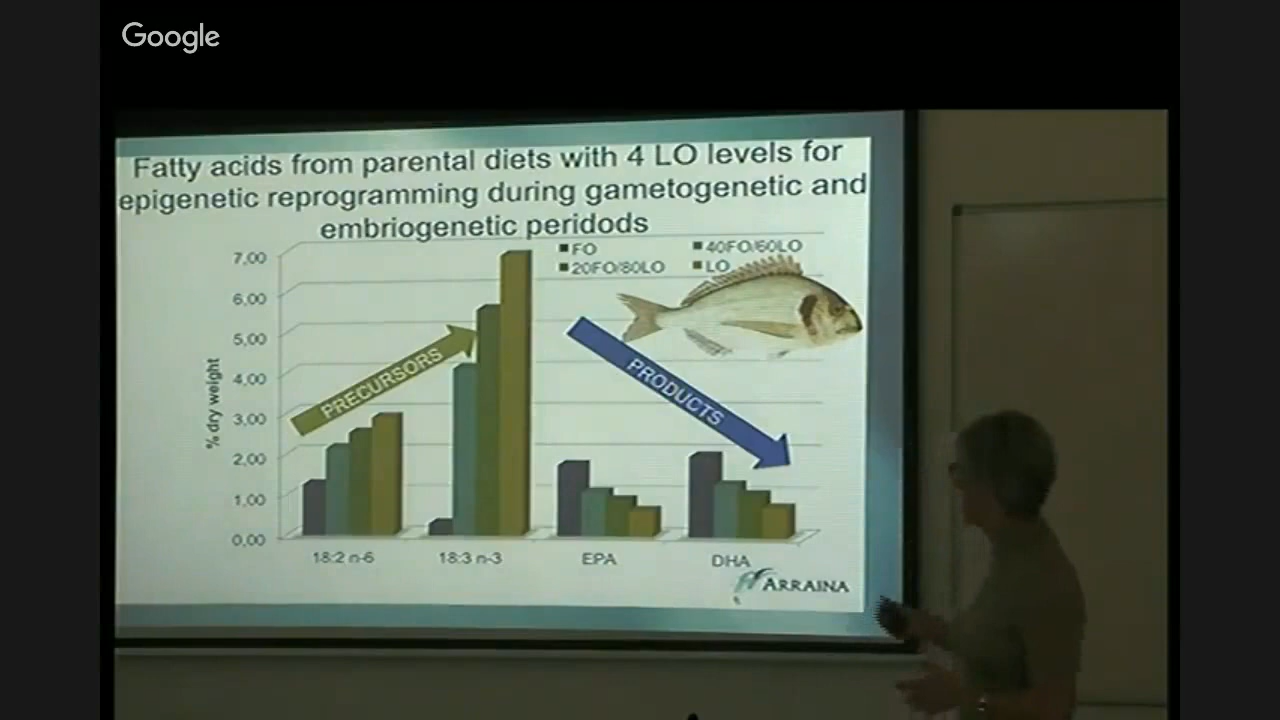 Google
Fatty acids from parental diets with 4 LO levels for
epigenetic reprogramming during gametogenetic and
embriogenetic peridods
FO
40FO/60LO
20FO/80LO
LO
7,00
6,00
5,00
4,00
3,00
2,00
1,00
0,00
% dry weight
PRECURSORS
PRODUCTS
18:2 n-6
18:3 n-3
EPA
DHA
ARRAINA